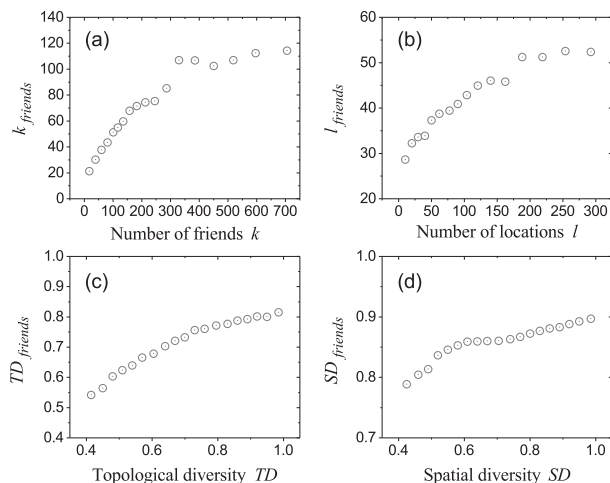 (a)
140
120
100
80
60
40
20
0
k friends
0 100 200 300 400 500 600 700
Number of friends k
(b)
60
50
40
30
20
l friends
0 50 100 150 200 250 300
Number of locations l
(c)
1.0
0.9
0.8
0.7
0.6
0.5
0.4
TD friends
0.4 0.6 0.8 1.0
Topological diversity TD
(d)
1.0
0.9
0.8
0.7
SD friends
0.4 0.6 0.8 1.0
Spatial diversity SD